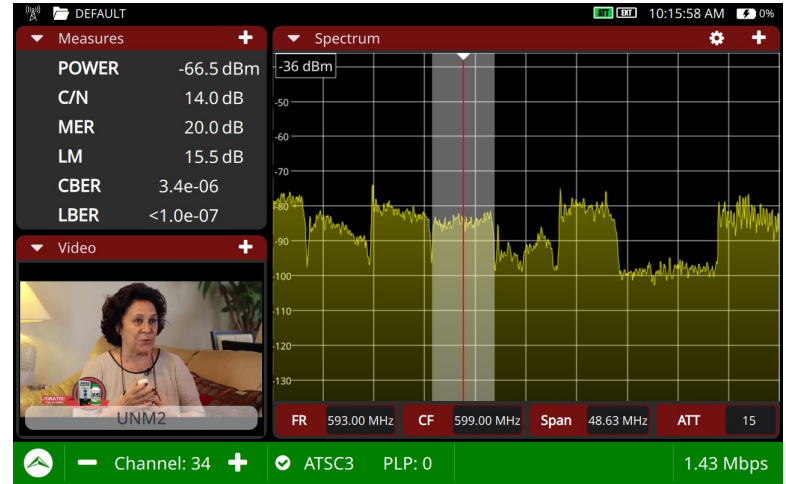 DEFAULT
ATT EXT 10:15:58 AM 0%
Measures
POWER -66.5 dBm
C/N 14.0 dB
MER 20.0 dB
LM 15.5 dB
CBER 3.4e-06
LBER <1.0e-07
Video
¡GRATIS!
UNM2
Spectrum
-36 dBm
-50
-60
-70
-80
-90
-100
-110
-120
-130
FR 593.00 MHz CF 599.00 MHz Span 48.63 MHz ATT 15
Channel: 34 ATSC3 PLP: 0 1.43 Mbps